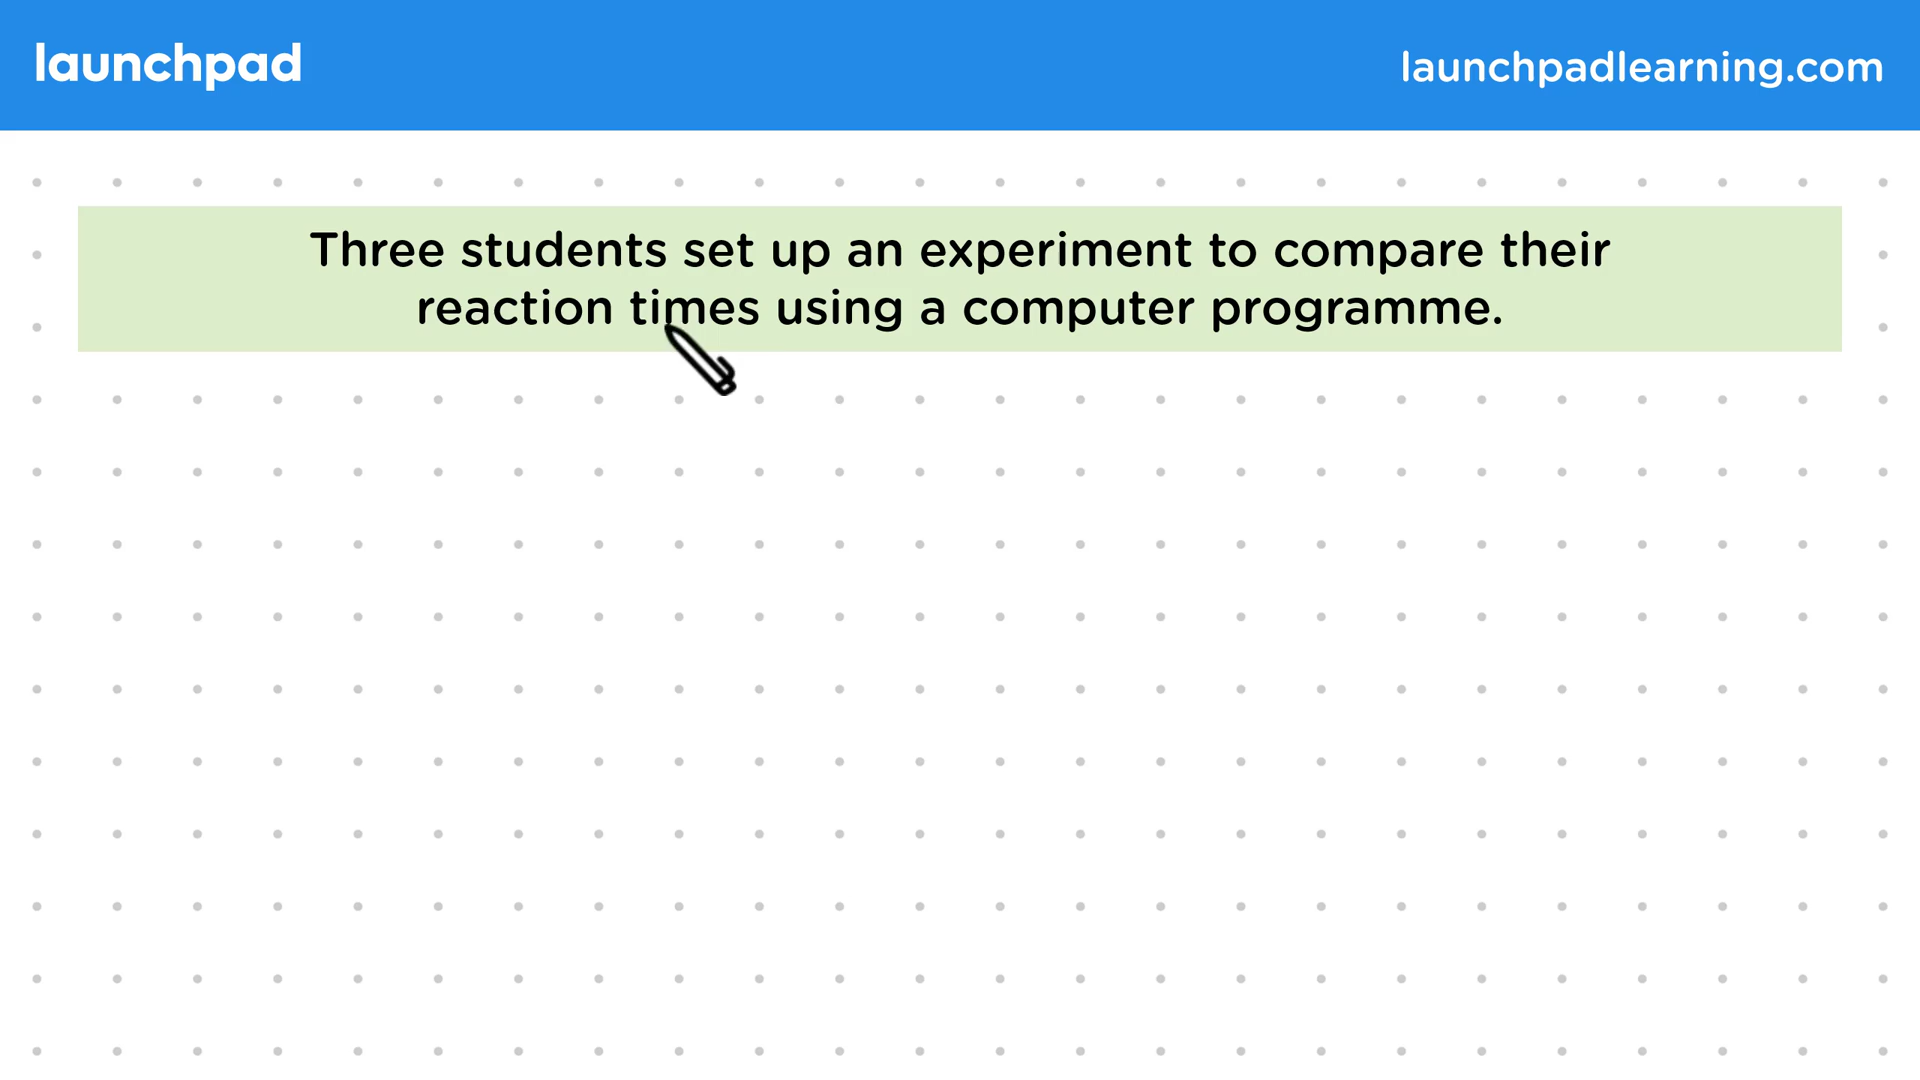 launchpad
launchpadlearning.com
Three students set up an experiment to compare their
reaction times using a computer programme.